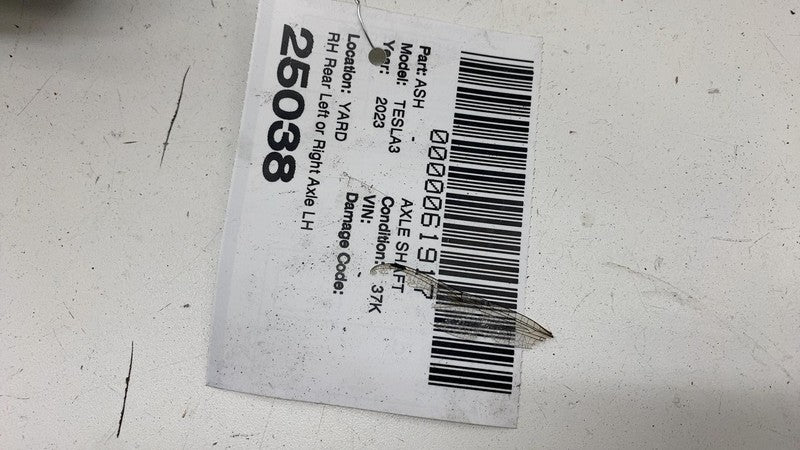 0000061917
Part: ASH - AXLE SHAFT
Model: TESLA3 Condition: 37K
Year: 2023 VIN:
Location: YARD Damage Code: -
RH Rear Left or Right Axle LH
25038